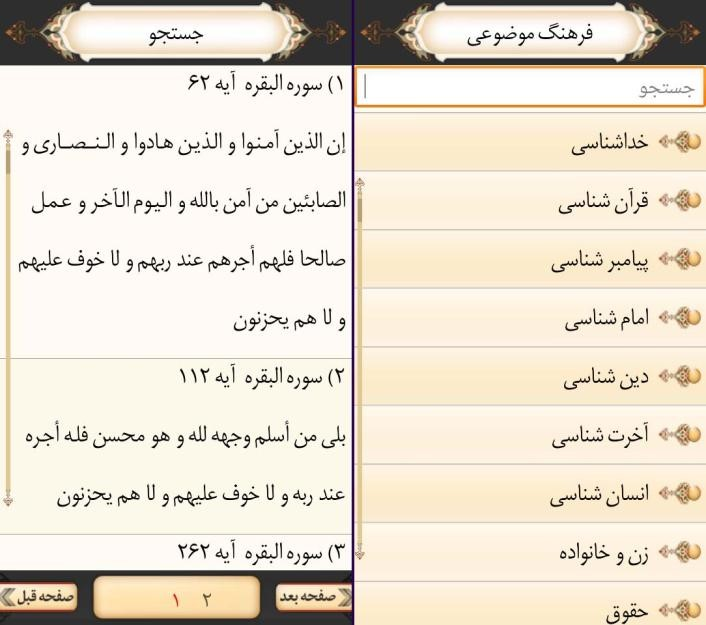 فرهنگ موضوعی
جستجو
خداشناسی
قرآن شناسی
پیامبر شناسی
امام شناسی
دین شناسی
آخرت شناسی
انسان شناسی
زن و خانواده
حقوق
جستجو
۱) سوره البقره آیه ۶۲
إن الذین آمنوا و الذین هادوا و النـصـاری و
الصابئین من آمن بالله و الیوم الآخر و عمل
صالحا فلهم أجرهم عند ربهم و لا خوف علیهم
و لا هم یحزنون
۲) سوره البقره آیه ۱۱۲
بلی من أسلم وجهه لله و هو محسن فله أجره
عند ربه و لا خوف علیهم و لا هم یحزنون
۳) سوره البقره آیه ۲۶۲
صفحه بعد
۲ ۱
صفحه قبل